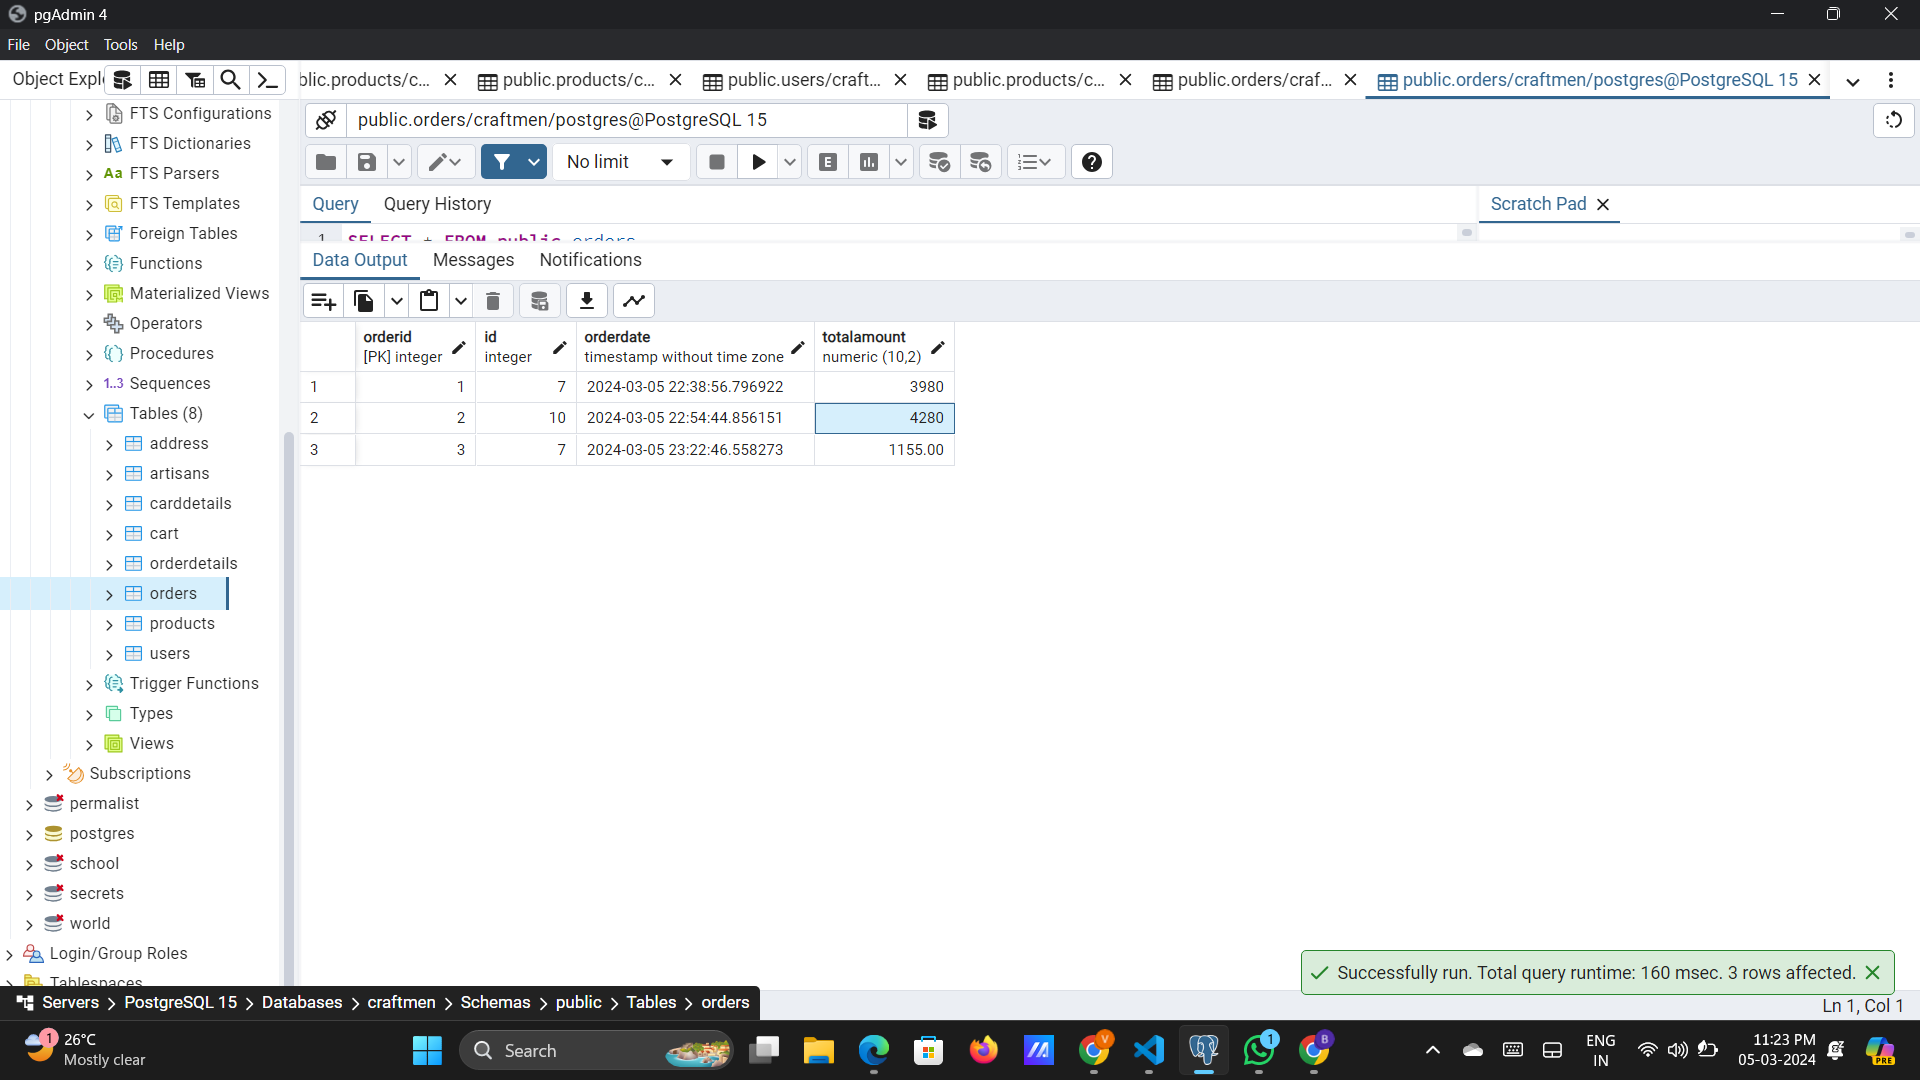 pgAdmin 4
File Object Tools Help
Object Expl
blic.products/c... public.products/c... public.users/craft... public.products/c... public.orders/craf... public.orders/craftmen/postgres@PostgreSQL 15
public.orders/craftmen/postgres@PostgreSQL 15
No limit
E
Query Query History Scratch Pad
1 SELECT * FROM public.orders
Data Output Messages Notifications
orderid id orderdate totalamount
[PK] integer integer timestamp without time zone numeric (10,2)
1 1 7 2024-03-05 22:38:56.796922 3980
2 2 10 2024-03-05 22:54:44.856151 4280
3 3 7 2024-03-05 23:22:46.558273 1155.00
FTS Configurations
FTS Dictionaries
Aa FTS Parsers
FTS Templates
Foreign Tables
Functions
Materialized Views
Operators
Procedures
1..3 Sequences
Tables (8)
address
artisans
carddetails
cart
orderdetails
orders
products
users
Trigger Functions
Types
Views
Subscriptions
permalist
postgres
school
secrets
world
Login/Group Roles
Tablespaces
Successfully run. Total query runtime: 160 msec. 3 rows affected.
Servers PostgreSQL 15 Databases craftmen Schemas public Tables orders
Ln 1, Col 1
1 26°C
Mostly clear
Search
V
1
B
ENG
IN
11:23 PM
05-03-2024
PRE